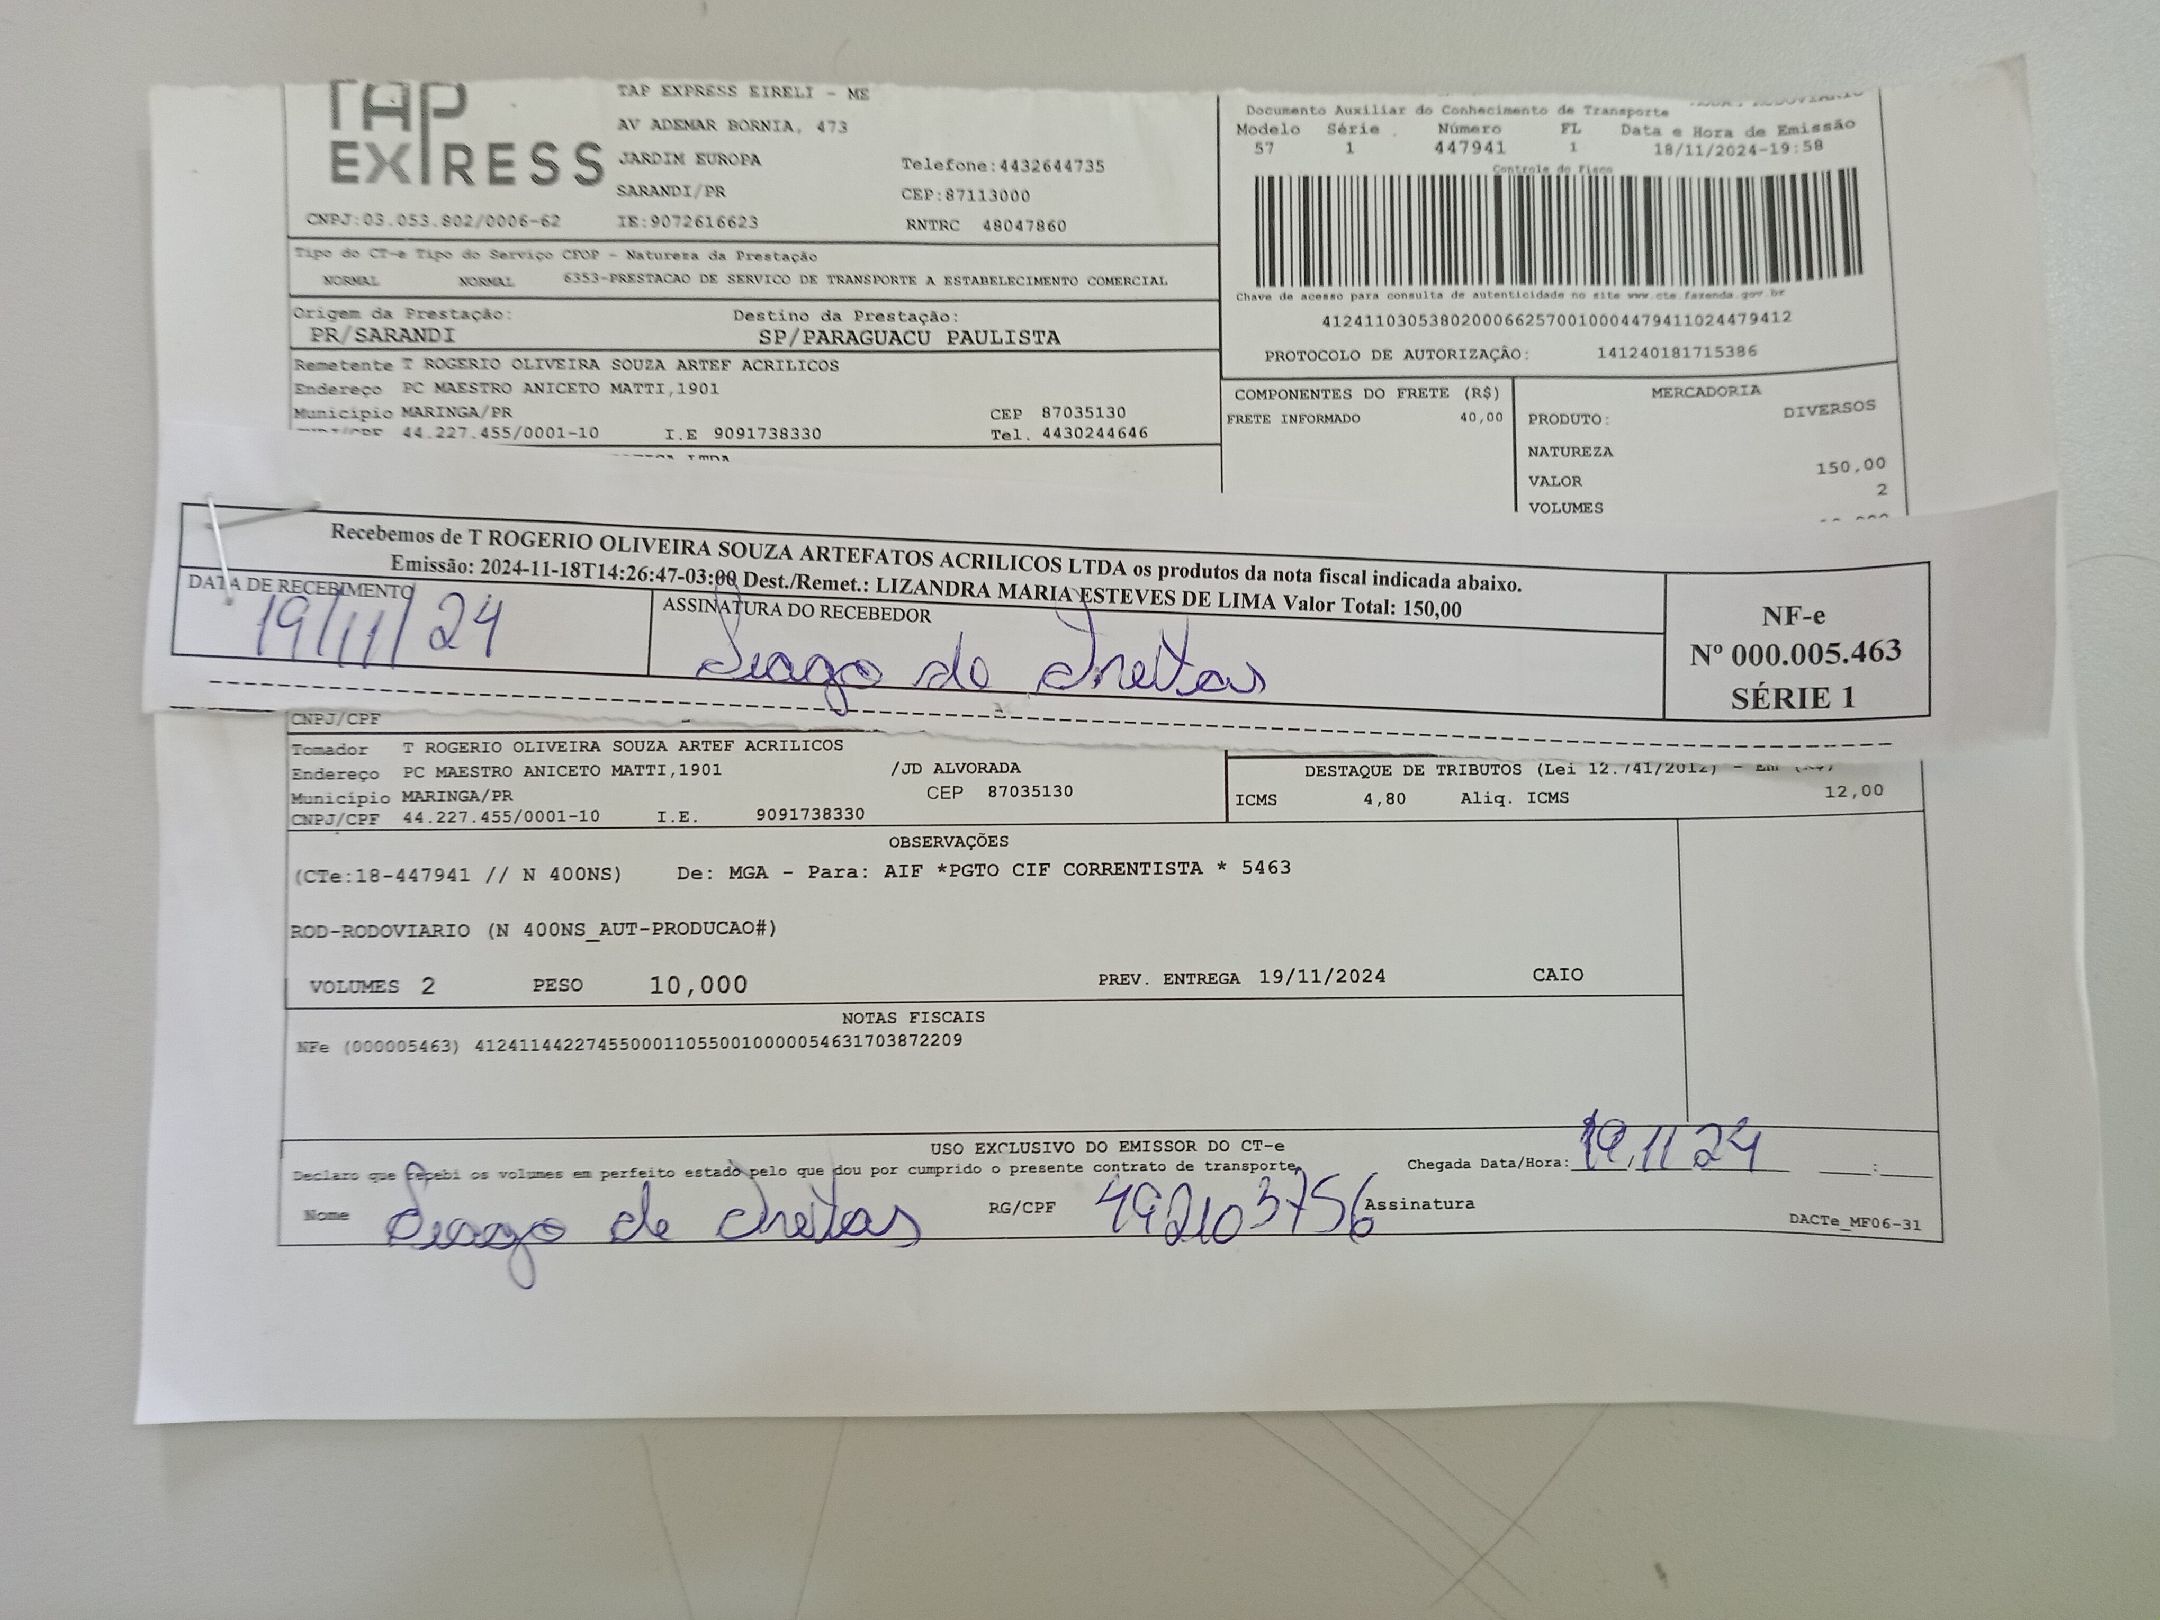 TAP
EXPRESS
TAP EXPRESS EIRELI - ME
AV ADEMAR BORNIA, 473
JARDIM EUROPA
SARANDI/PR
Telefone:4432644735
CEP:87113000
CNPJ:03.053.802/0006-62 IE:9072616623 RNTRC 48047860
Documento Auxiliar do Conhecimento de Transporte
Modelo Série Número FL Data e Hora de Emissão
57 1 447941 1 18/11/2024-19:58
Controle do Fisco
Chave de acesso para consulta de autenticidade no site www.cte.fazenda.gov.br
41241103053802000662570010004479411024479412
PROTOCOLO DE AUTORIZAÇÃO: 141240181715386
Tipo do CT-e Tipo do Serviço CFOP - Natureza da Prestação
NORMAL NORMAL 6353-PRESTACAO DE SERVICO DE TRANSPORTE A ESTABELECIMENTO COMERCIAL
Origem da Prestação: Destino da Prestação:
PR/SARANDI SP/PARAGUACU PAULISTA
Remetente T ROGERIO OLIVEIRA SOUZA ARTEF ACRILICOS
Endereço PC MAESTRO ANICETO MATTI,1901
Município MARINGA/PR CEP 87035130
44.227.455/0001-10 I.E 9091738330 Tel. 4430244646
COMPONENTES DO FRETE (R$)
FRETE INFORMADO 40,00
MERCADORIA
PRODUTO: DIVERSOS
NATUREZA
VALOR 150,00
VOLUMES 2
Recebemos de T ROGERIO OLIVEIRA SOUZA ARTEFATOS ACRILICOS LTDA os produtos da nota fiscal indicada abaixo.
Emissão: 2024-11-18T14:26:47-03:00 Dest./Remet.: LIZANDRA MARIA ESTEVES DE LIMA Valor Total: 150,00
DATA DE RECEBIMENTO ASSINATURA DO RECEBEDOR
19/11/24 Diago de Freitas
NF-e
Nº 000.005.463
SÉRIE 1
CNPJ/CPF
Tomador T ROGERIO OLIVEIRA SOUZA ARTEF ACRILICOS
Endereço PC MAESTRO ANICETO MATTI,1901 /JD ALVORADA
Município MARINGA/PR CEP 87035130
CNPJ/CPF 44.227.455/0001-10 I.E. 9091738330
DESTAQUE DE TRIBUTOS (Lei 12.741/2012) - Em (R$)
ICMS 4,80 Aliq. ICMS 12,00
OBSERVAÇÕES
(CTe:18-447941 // N 400NS) De: MGA - Para: AIF *PGTO CIF CORRENTISTA * 5463
ROD-RODOVIARIO (N 400NS_AUT-PRODUCAO#)
VOLUMES 2 PESO 10,000 PREV. ENTREGA 19/11/2024 CAIO
NOTAS FISCAIS
NFe (000005463) 41241144227455000110550010000054631703872209
USO EXCLUSIVO DO EMISSOR DO CT-e
Declaro que recebi os volumes em perfeito estado pelo que dou por cumprido o presente contrato de transporte, Chegada Data/Hora: 19.11 24 :
Nome Diago de Freitas RG/CPF 492103756 Assinatura
DACTe_MF06-31